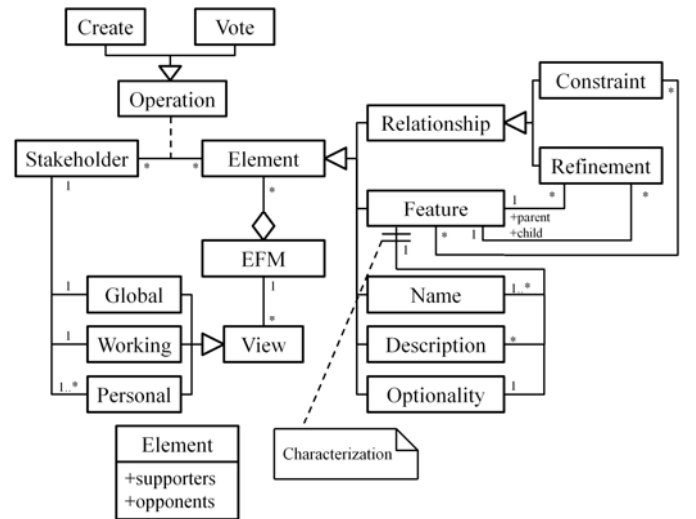 Create
Vote
Operation
Constraint
*
Relationship
Stakeholder
*
*
Element
Refinement
1
*
Feature
1
*
*
+parent
+child
*
1
1
EFM
1
1
Global
Name
1..*
*
1
Working
View
Description
*
1..*
Personal
Optionality
1
Element
+supporters
+opponents
Characterization